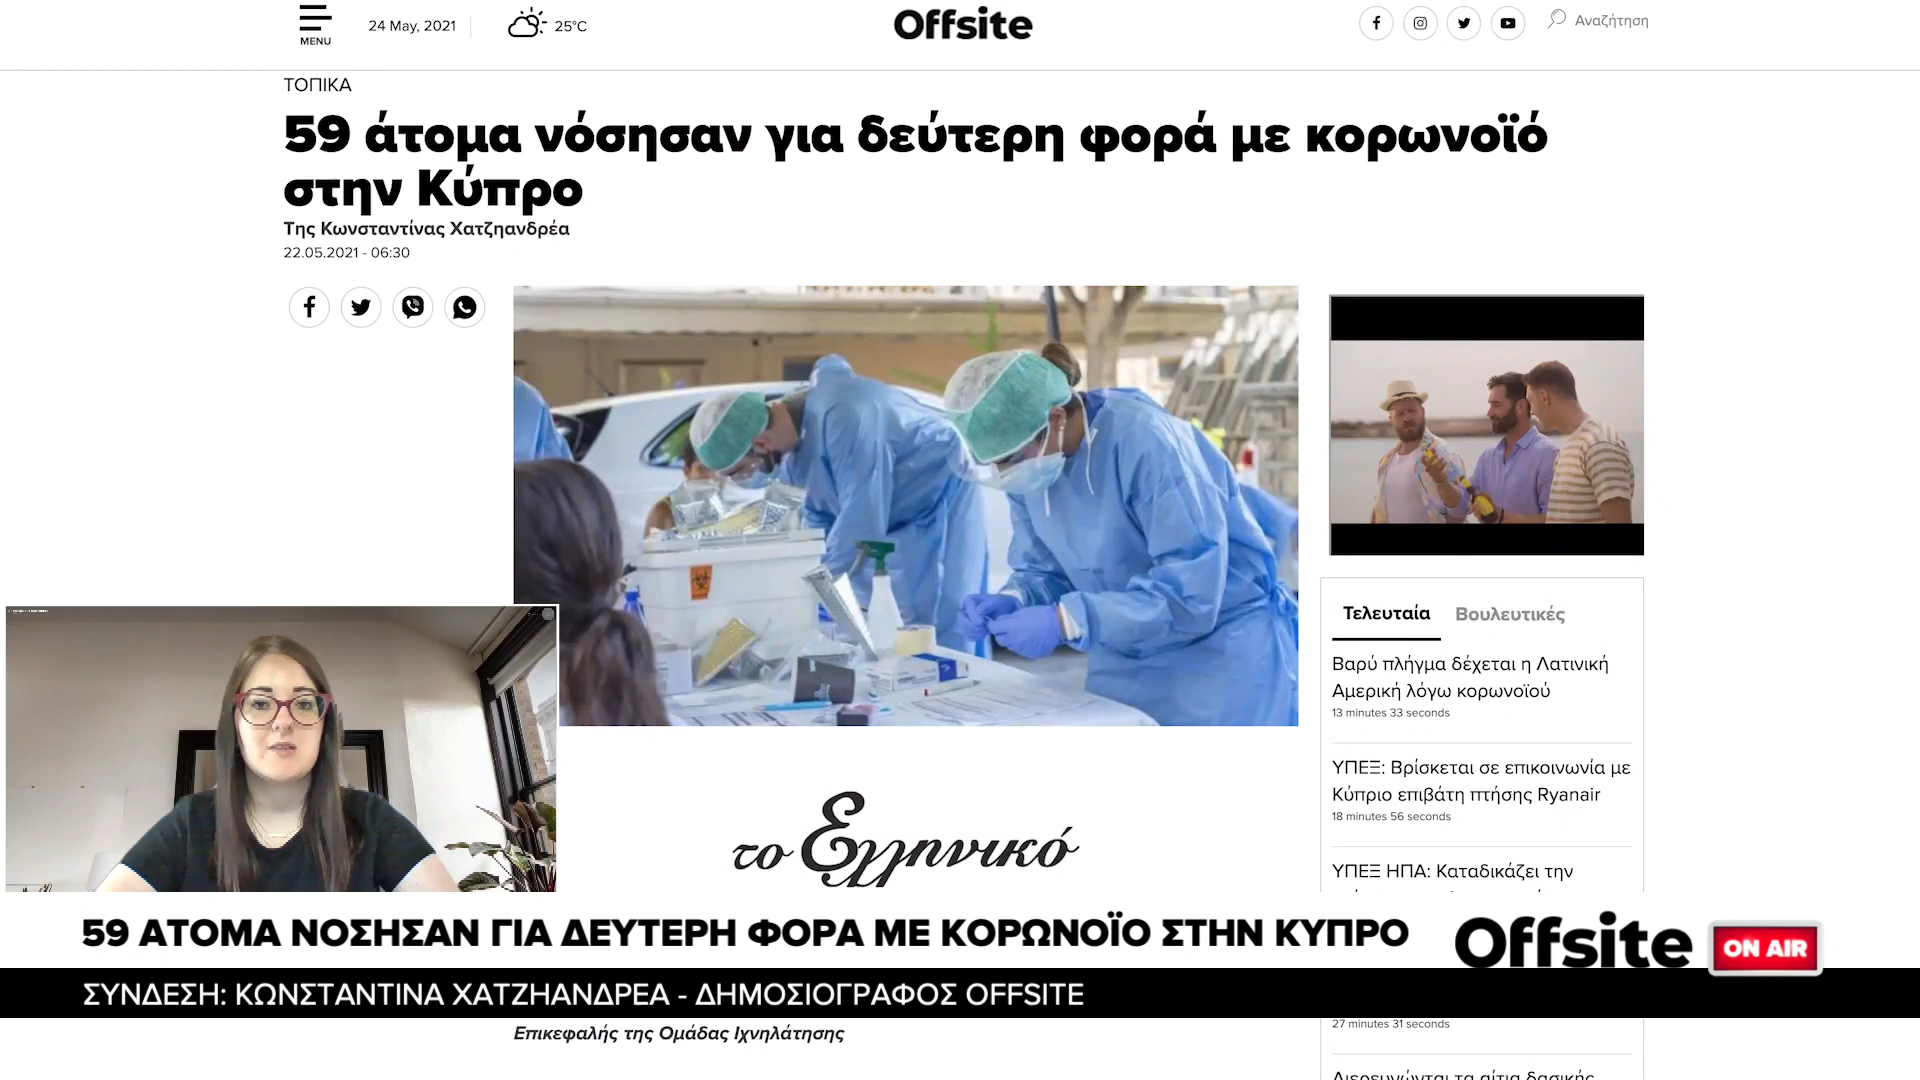 MENU
24 May, 2021
25°C
Offsite
Αναζήτηση
ΤΟΠΙΚΑ
59 άτομα νόσησαν για δεύτερη φορά με κορωνοϊό
στην Κύπρο
Της Κωνσταντίνας Χατζηανδρέα
22.05.2021 - 06:30
Τελευταία Βουλευτικές
Βαρύ πλήγμα δέχεται η Λατινική
Αμερική λόγω κορωνοϊού
13 minutes 33 seconds
ΥΠΕΞ: Βρίσκεται σε επικοινωνία με
Κύπριο επιβάτη πτήσης Ryanair
18 minutes 56 seconds
ΥΠΕΞ ΗΠΑ: Καταδικάζει την
το Ελληνικό
59 ΑΤΟΜΑ ΝΟΣΗΣΑΝ ΓΙΑ ΔΕΥΤΕΡΗ ΦΟΡΑ ΜΕ ΚΟΡΩΝΟΪΟ ΣΤΗΝ ΚΥΠΡΟ
Offsite
ON AIR
ΣΥΝΔΕΣΗ: ΚΩΝΣΤΑΝΤΙΝΑ ΧΑΤΖΗΑΝΔΡΕΑ - ΔΗΜΟΣΙΟΓΡΑΦΟΣ OFFSITE
Επικεφαλής της Ομάδας Ιχνηλάτησης
27 minutes 31 seconds
Διερευνώνται τα αίτια δασικής